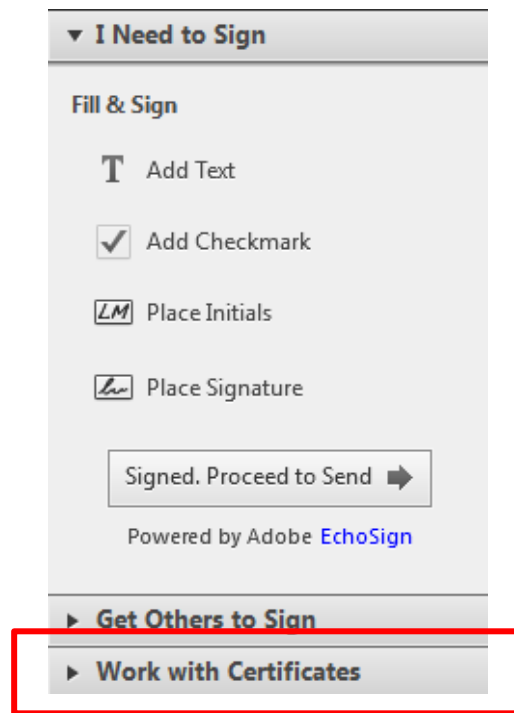 I Need to Sign
Fill & Sign
T Add Text
Add Checkmark
LM Place Initials
Place Signature
Signed. Proceed to Send
Powered by Adobe EchoSign
Get Others to Sign
Work with Certificates